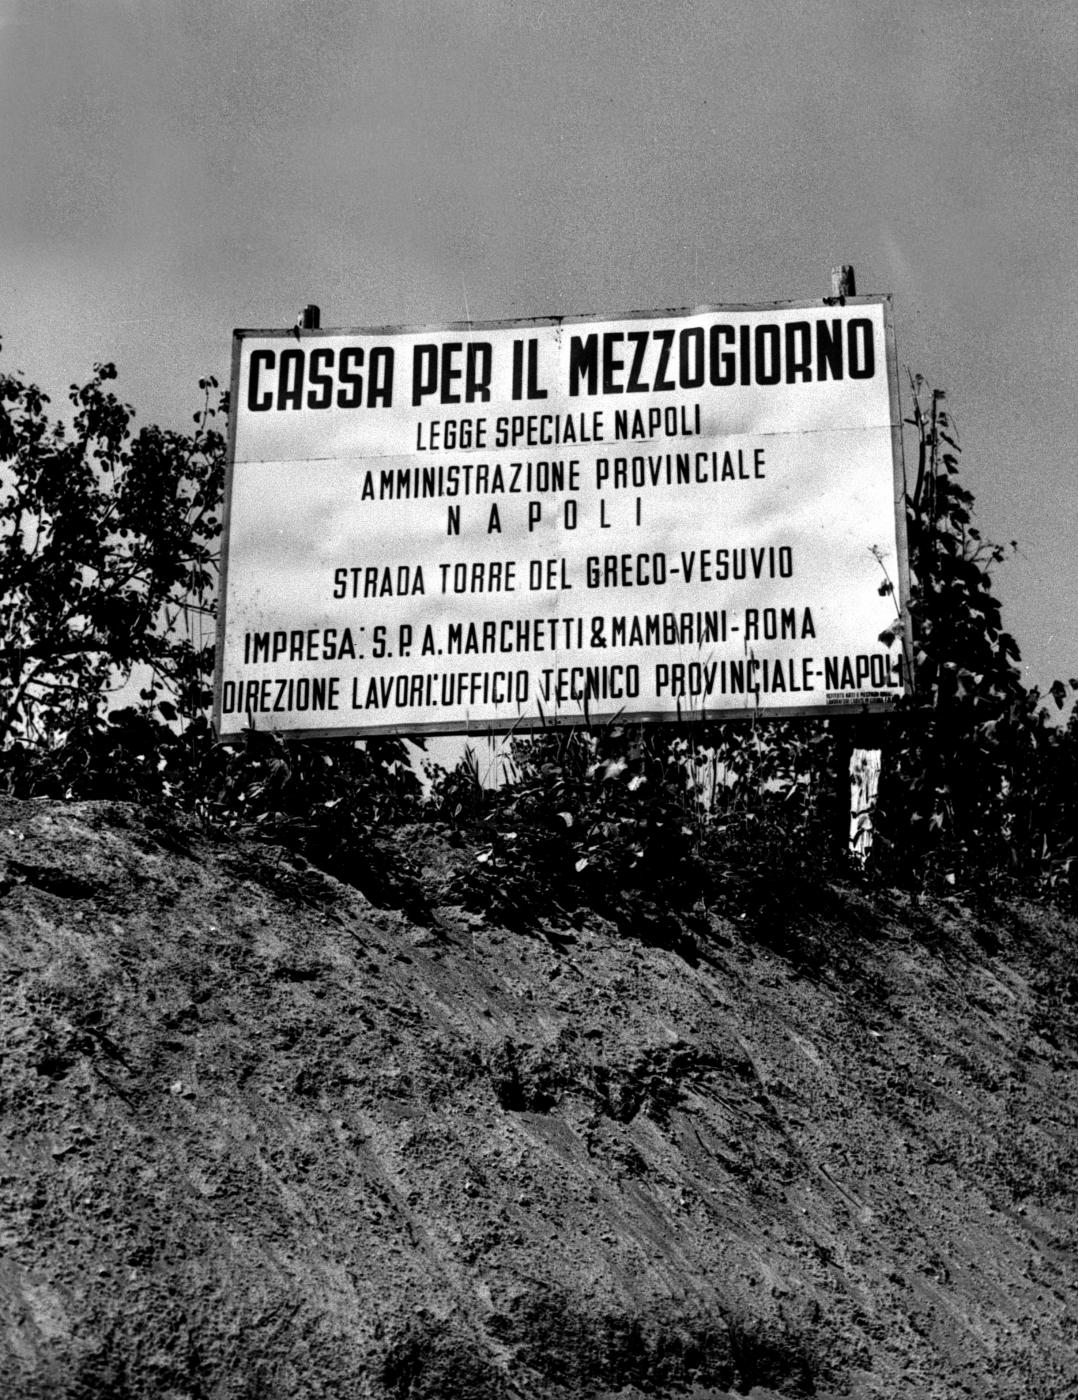 CASSA PER IL MEZZOGIORNO
LEGGE SPECIALE NAPOLI
AMMINISTRAZIONE PROVINCIALE
NAPOLI
STRADA TORRE DEL GRECO-VESUVIO
IMPRESA: S.P.A. MARCHETTI & MAMBRINI-ROMA
DIREZIONE LAVORI: UFFICIO TECNICO PROVINCIALE-NAPOLI